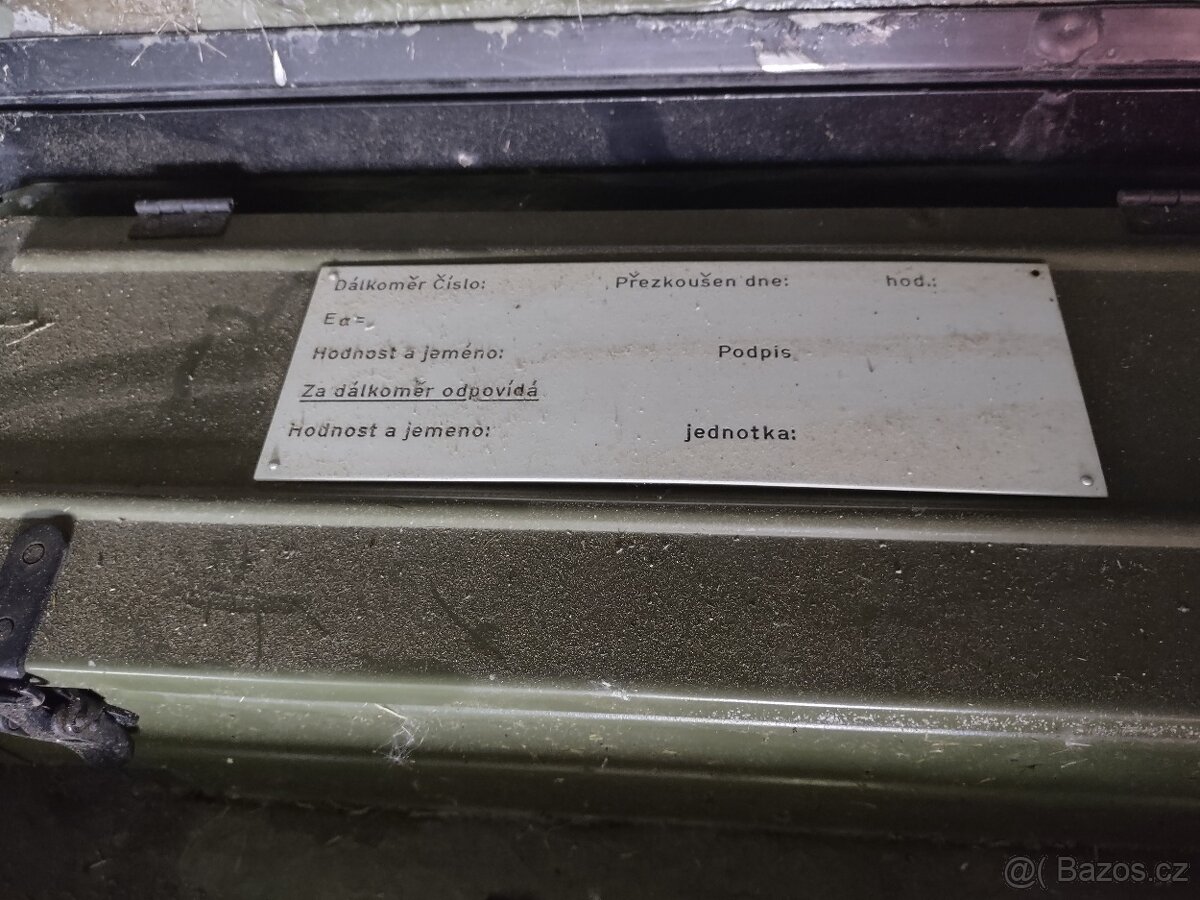 Dálkoměr Číslo: Přezkoušen dne: hod.:
Eα=
Hodnost a jeméno: Podpis
Za dálkoměr odpovídá
Hodnost a jemeno: jednotka:
@( Bazos.cz